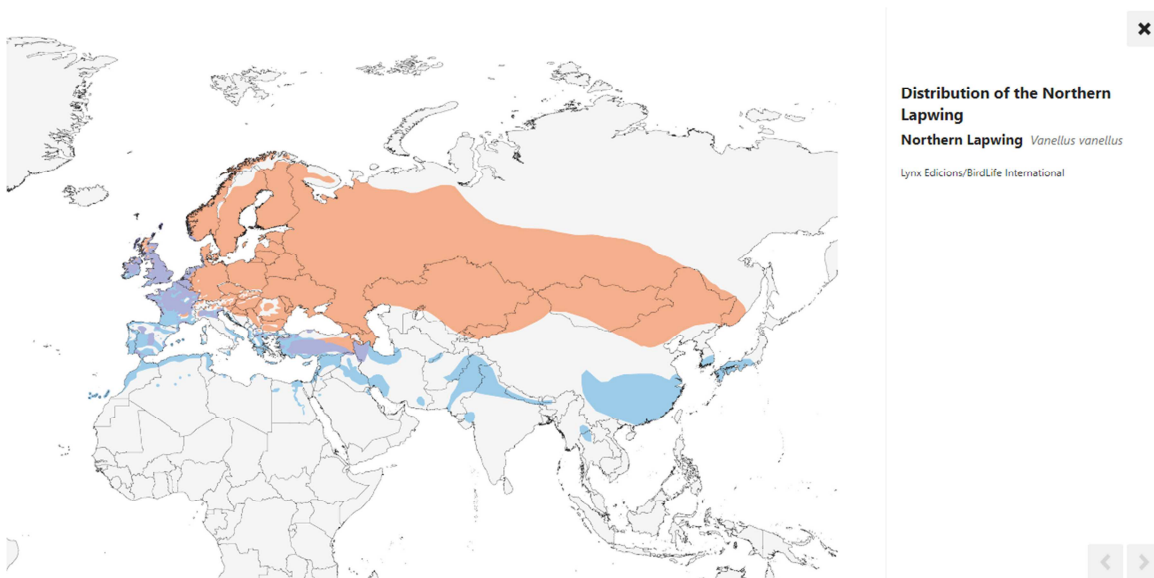 Distribution of the Northern
Lapwing
Northern Lapwing Vanellus vanellus
Lynx Edicions/BirdLife International